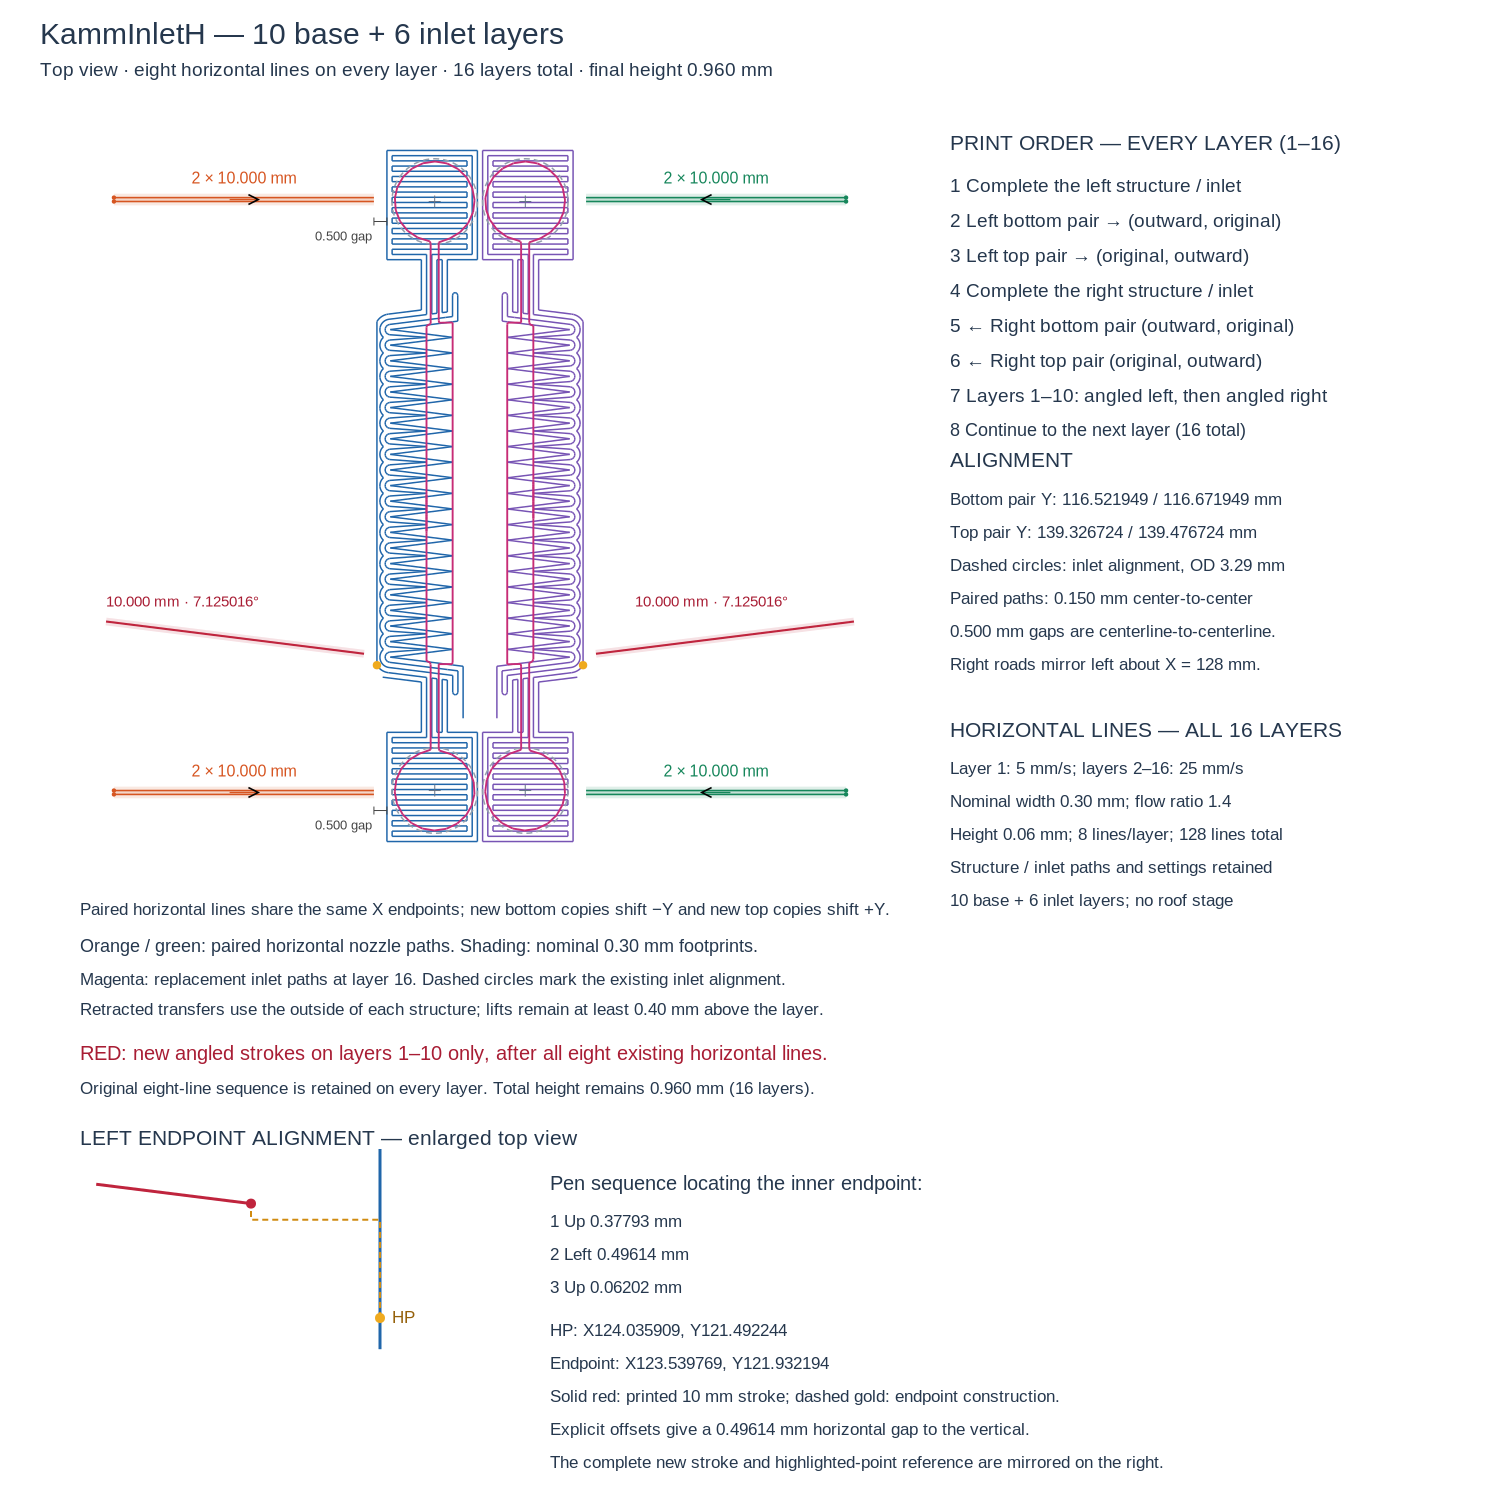 KammInletH — 10 base + 6 inlet layers
Top view · eight horizontal lines on every layer · 16 layers total · final height 0.960 mm
2 × 10.000 mm
2 × 10.000 mm
0.500 gap
10.000 mm · 7.125016°
10.000 mm · 7.125016°
2 × 10.000 mm
2 × 10.000 mm
0.500 gap
PRINT ORDER — EVERY LAYER (1–16)
1 Complete the left structure / inlet
2 Left bottom pair → (outward, original)
3 Left top pair → (original, outward)
4 Complete the right structure / inlet
5 ← Right bottom pair (outward, original)
6 ← Right top pair (original, outward)
7 Layers 1–10: angled left, then angled right
8 Continue to the next layer (16 total)
ALIGNMENT
Bottom pair Y: 116.521949 / 116.671949 mm
Top pair Y: 139.326724 / 139.476724 mm
Dashed circles: inlet alignment, OD 3.29 mm
Paired paths: 0.150 mm center-to-center
0.500 mm gaps are centerline-to-centerline.
Right roads mirror left about X = 128 mm.
HORIZONTAL LINES — ALL 16 LAYERS
Layer 1: 5 mm/s; layers 2–16: 25 mm/s
Nominal width 0.30 mm; flow ratio 1.4
Height 0.06 mm; 8 lines/layer; 128 lines total
Structure / inlet paths and settings retained
10 base + 6 inlet layers; no roof stage
Paired horizontal lines share the same X endpoints; new bottom copies shift −Y and new top copies shift +Y.
Orange / green: paired horizontal nozzle paths. Shading: nominal 0.30 mm footprints.
Magenta: replacement inlet paths at layer 16. Dashed circles mark the existing inlet alignment.
Retracted transfers use the outside of each structure; lifts remain at least 0.40 mm above the layer.
RED: new angled strokes on layers 1–10 only, after all eight existing horizontal lines.
Original eight-line sequence is retained on every layer. Total height remains 0.960 mm (16 layers).
LEFT ENDPOINT ALIGNMENT — enlarged top view
HP
Pen sequence locating the inner endpoint:
1 Up 0.37793 mm
2 Left 0.49614 mm
3 Up 0.06202 mm
HP: X124.035909, Y121.492244
Endpoint: X123.539769, Y121.932194
Solid red: printed 10 mm stroke; dashed gold: endpoint construction.
Explicit offsets give a 0.49614 mm horizontal gap to the vertical.
The complete new stroke and highlighted-point reference are mirrored on the right.